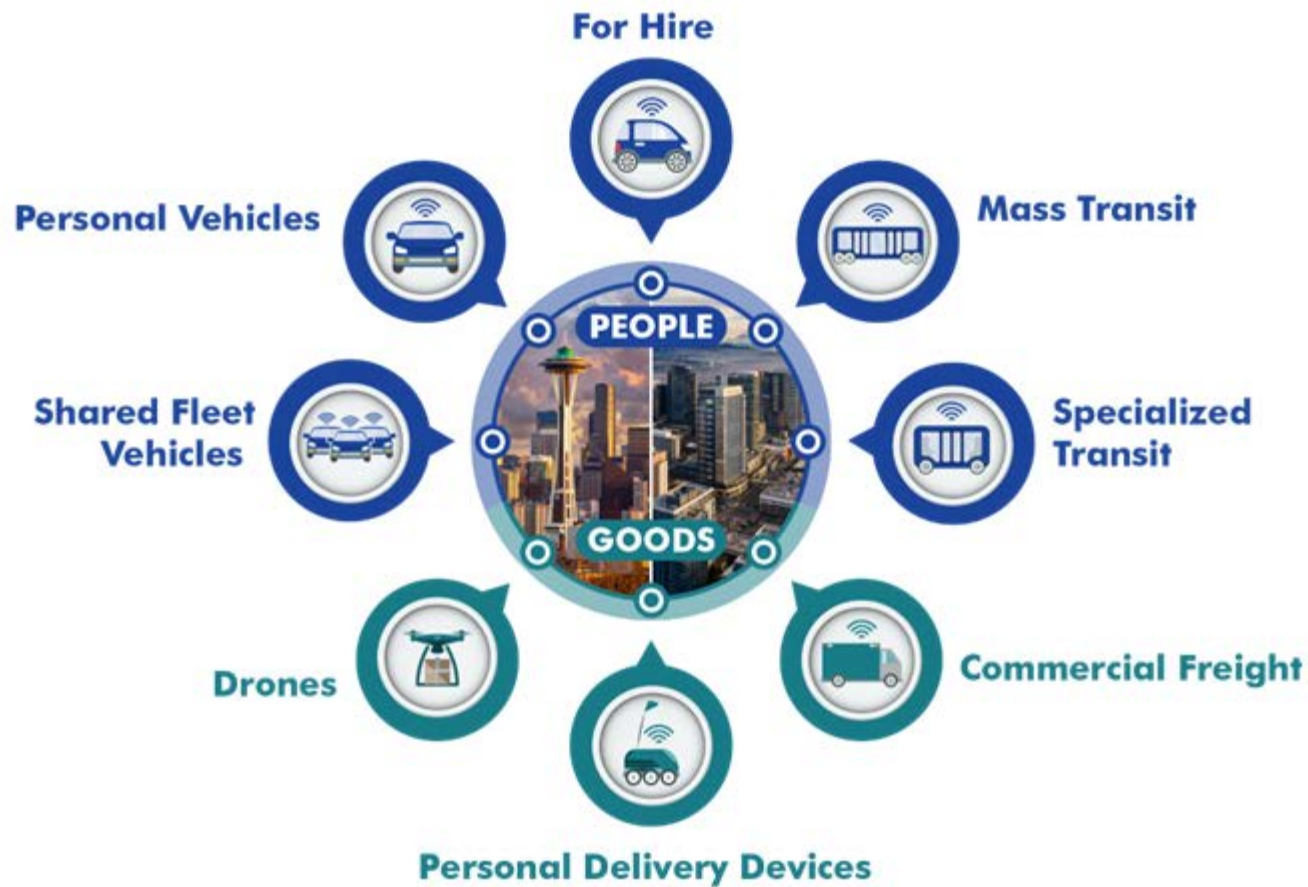 For Hire
Personal Vehicles
Mass Transit
PEOPLE
Shared Fleet
Vehicles
Specialized
Transit
GOODS
Drones
Commercial Freight
Personal Delivery Devices